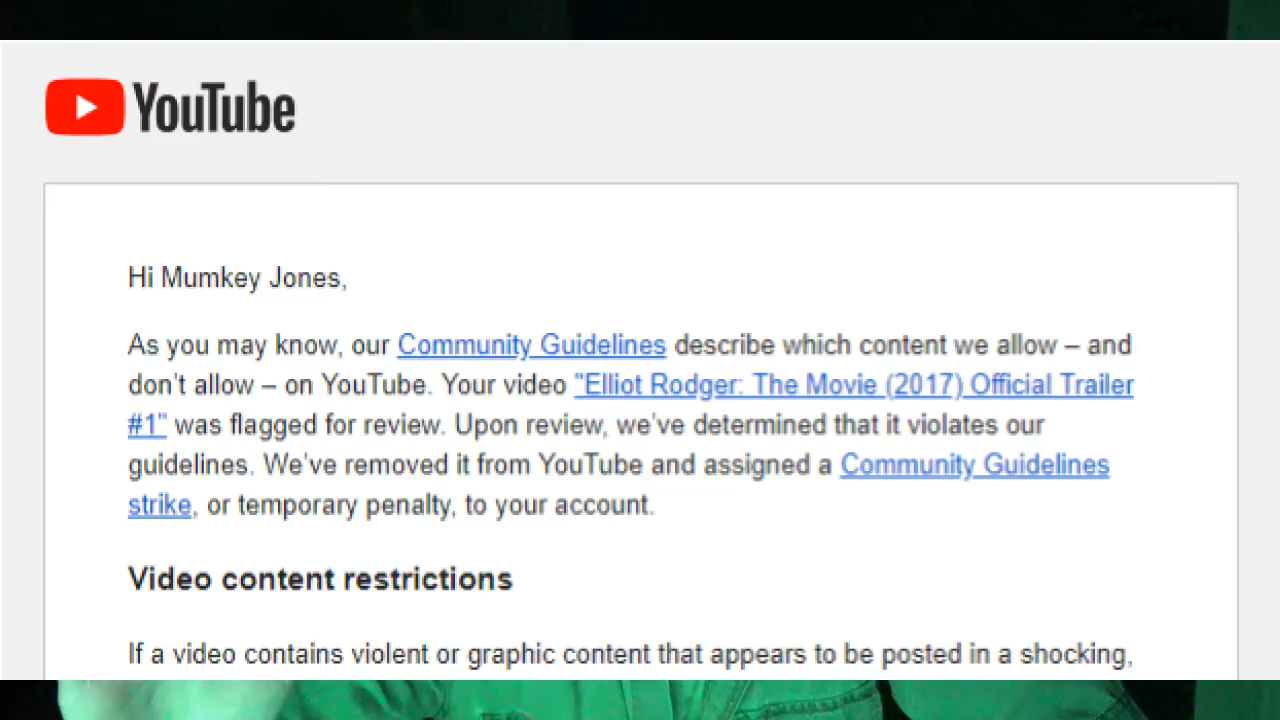 YouTube
Hi Mumkey Jones,
As you may know, our Community Guidelines describe which content we allow – and
don't allow – on YouTube. Your video "Elliot Rodger: The Movie (2017) Official Trailer
#1" was flagged for review. Upon review, we've determined that it violates our
guidelines. We've removed it from YouTube and assigned a Community Guidelines
strike, or temporary penalty, to your account.
Video content restrictions
If a video contains violent or graphic content that appears to be posted in a shocking,